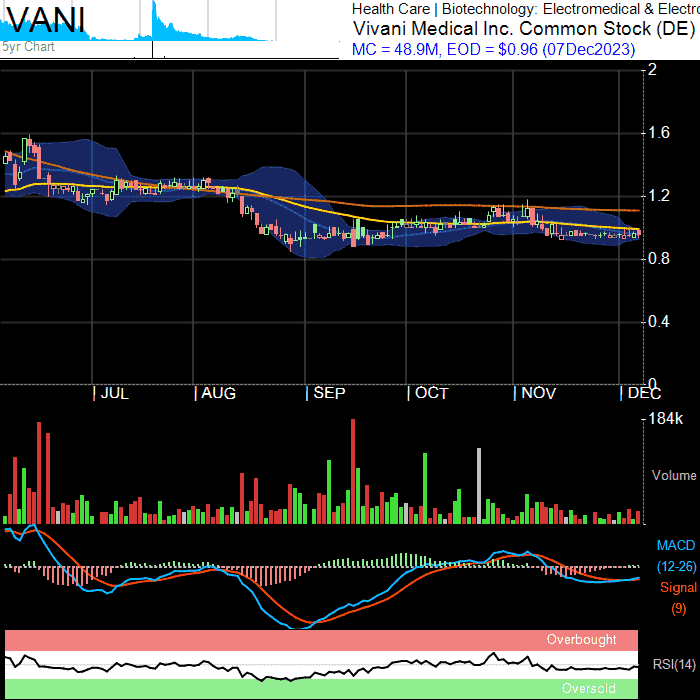 VANI
5yr Chart
Health Care | Biotechnology: Electromedical & Electro
Vivani Medical Inc. Common Stock (DE)
MC = 48.9M, EOD = $0.96 (07Dec2023)
2
1.6
1.2
0.8
0.4
0
| JUL | AUG | SEP | OCT | NOV | DEC
184k
Volume
MACD
(12-26)
Signal
(9)
Overbought
RSI(14)
Oversold